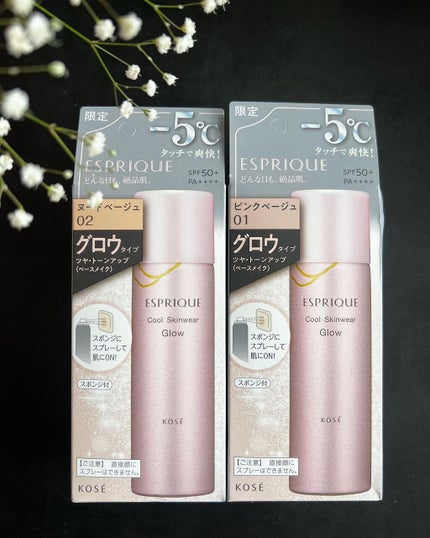 限定
-5℃
タッチで爽快!
ESPRIQUE
どんな日も、絶品肌。
SPF50+
PA++++
ヌードベージュ
02
グロウタイプ
ツヤ・トーンアップ
〈ベースメイク〉
スポンジに
スプレーして
肌にON!
スポンジ付
ESPRIQUE
Cool Skinwear
Glow
KOSÉ
【ご注意】 直接顔に
スプレーはできません。
KOSÉ
限定
-5℃
タッチで爽快!
ESPRIQUE
どんな日も、絶品肌。
SPF50+
PA++++
ピンクベージュ
01
グロウタイプ
ツヤ・トーンアップ
〈ベースメイク〉
スポンジに
スプレーして
肌にON!
スポンジ付
ESPRIQUE
Cool Skinwear
Glow
KOSÉ
【ご注意】 直接顔に
スプレーはできません。
KOSÉ